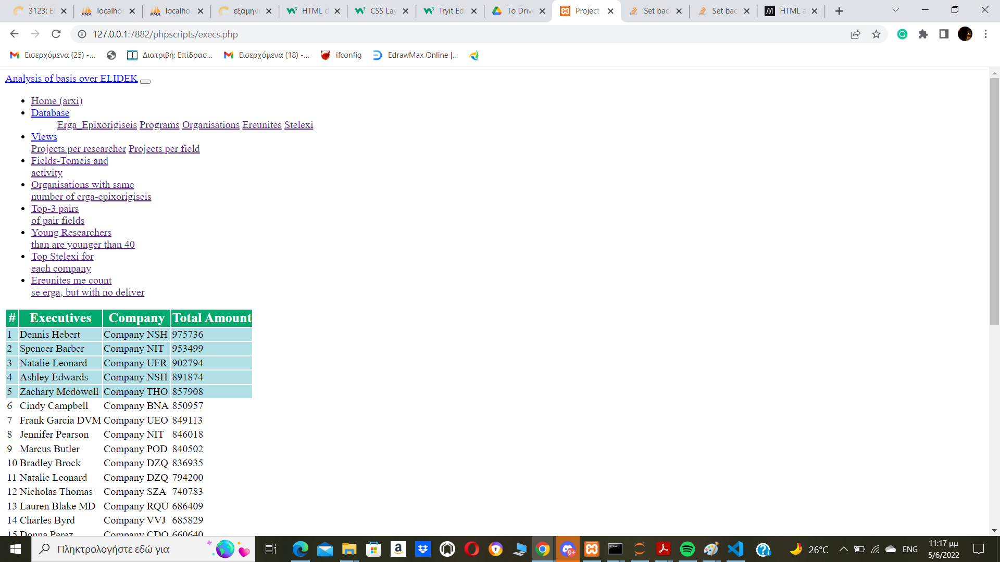 3123: Εξ
localhos
localhos
εξαμηνι
HTML d
CSS Lay
Tryit Edi
To Drive
Project
Set bac
Set bac
HTML a
127.0.0.1:7882/phpscripts/execs.php
Εισερχόμενα (25) -...
Διατριβή: Επίδρασ...
Εισερχόμενα (18) -...
ifconfig
EdrawMax Online |...
Analysis of basis over ELIDEK
Home (arxi)
Database
Erga_Epixorigiseis Programs Organisations Ereunites Stelexi
Views
Projects per researcher Projects per field
Fields-Tomeis and
activity
Organisations with same
number of erga-epixorigiseis
Top-3 pairs
of pair fields
Young Researchers
than are younger than 40
Top Stelexi for
each company
Ereunites me count
se erga, but with no deliver
# Executives Company Total Amount
1 Dennis Hebert Company NSH 975736
2 Spencer Barber Company NIT 953499
3 Natalie Leonard Company UFR 902794
4 Ashley Edwards Company NSH 891874
5 Zachary Mcdowell Company THO 857908
6 Cindy Campbell Company BNA 850957
7 Frank Garcia DVM Company UEO 849113
8 Jennifer Pearson Company NIT 846018
9 Marcus Butler Company POD 840502
10 Bradley Brock Company DZQ 836935
11 Natalie Leonard Company DZQ 794200
12 Nicholas Thomas Company SZA 740783
13 Lauren Blake MD Company RQU 686409
14 Charles Byrd Company VVJ 685829
15 Donna Perez Company CDO 660640
Πληκτρολογήστε εδώ για
9+
26°C
ENG
11:17 μμ
5/6/2022